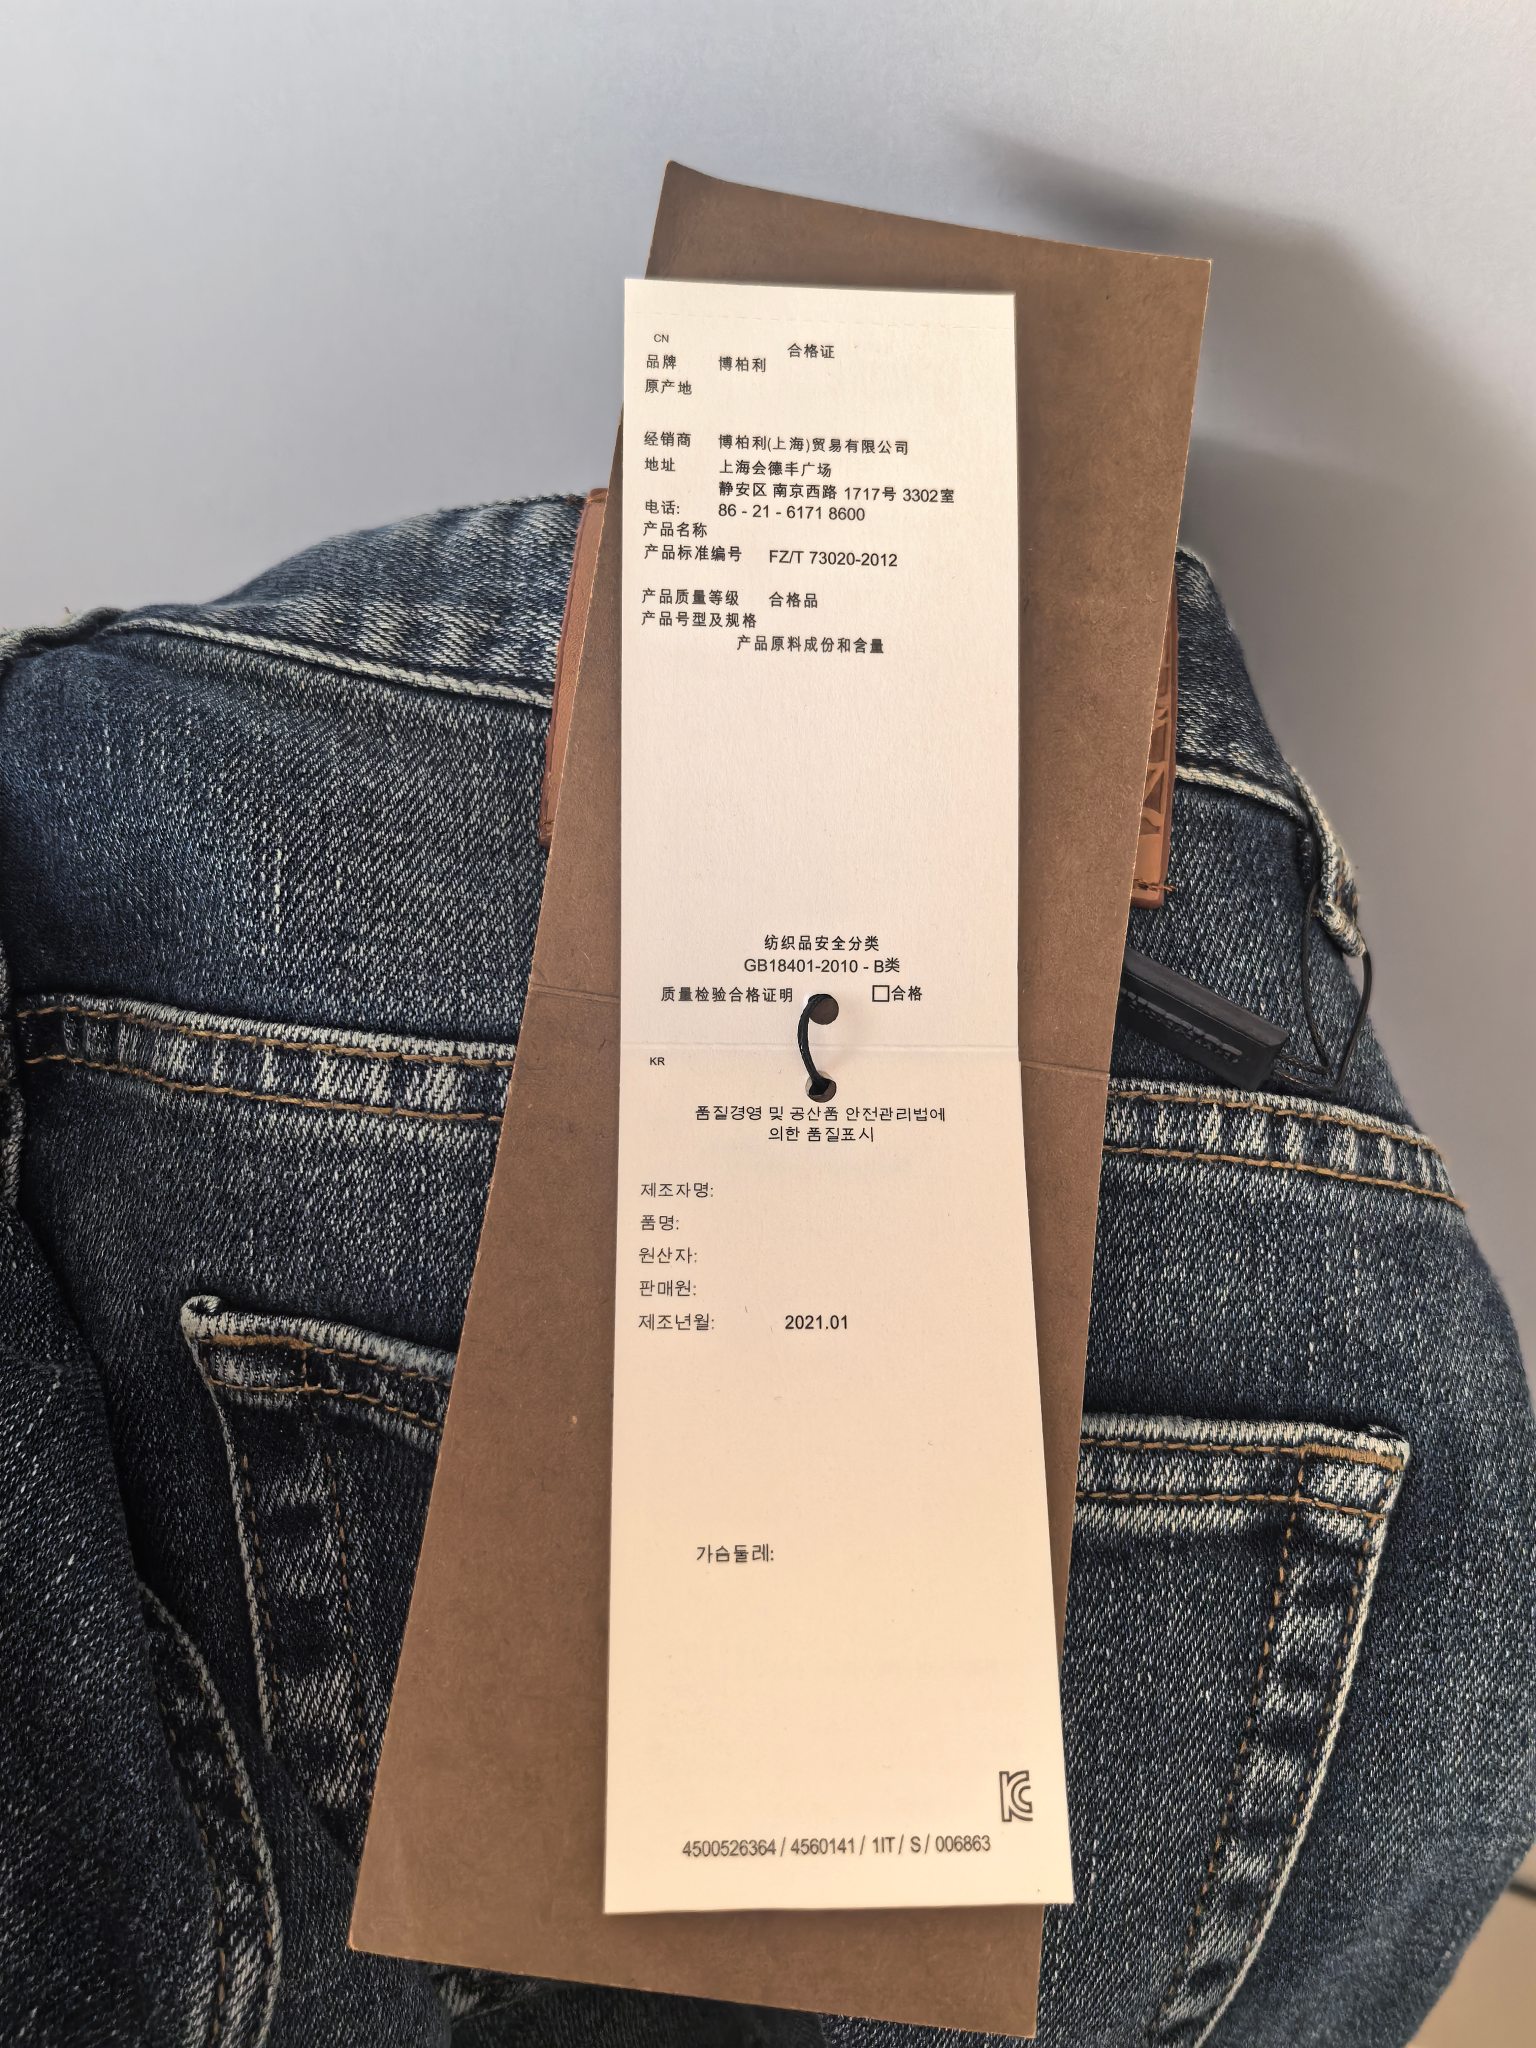 CN
合格证
品牌 博柏利
原产地
经销商 博柏利(上海)贸易有限公司
地址 上海会德丰广场
静安区 南京西路 1717号 3302室
电话: 86 - 21 - 6171 8600
产品名称
产品标准编号 FZ/T 73020-2012
产品质量等级 合格品
产品号型及规格
产品原料成份和含量
纺织品安全分类
GB18401-2010 - B类
质量检验合格证明 □合格
KR
품질경영 및 공산품 안전관리법에
의한 품질표시
제조자명:
품명:
원산자:
판매원:
제조년월: 2021.01
가슴둘레:
4500526364 / 4560141 / 1IT / S / 006863